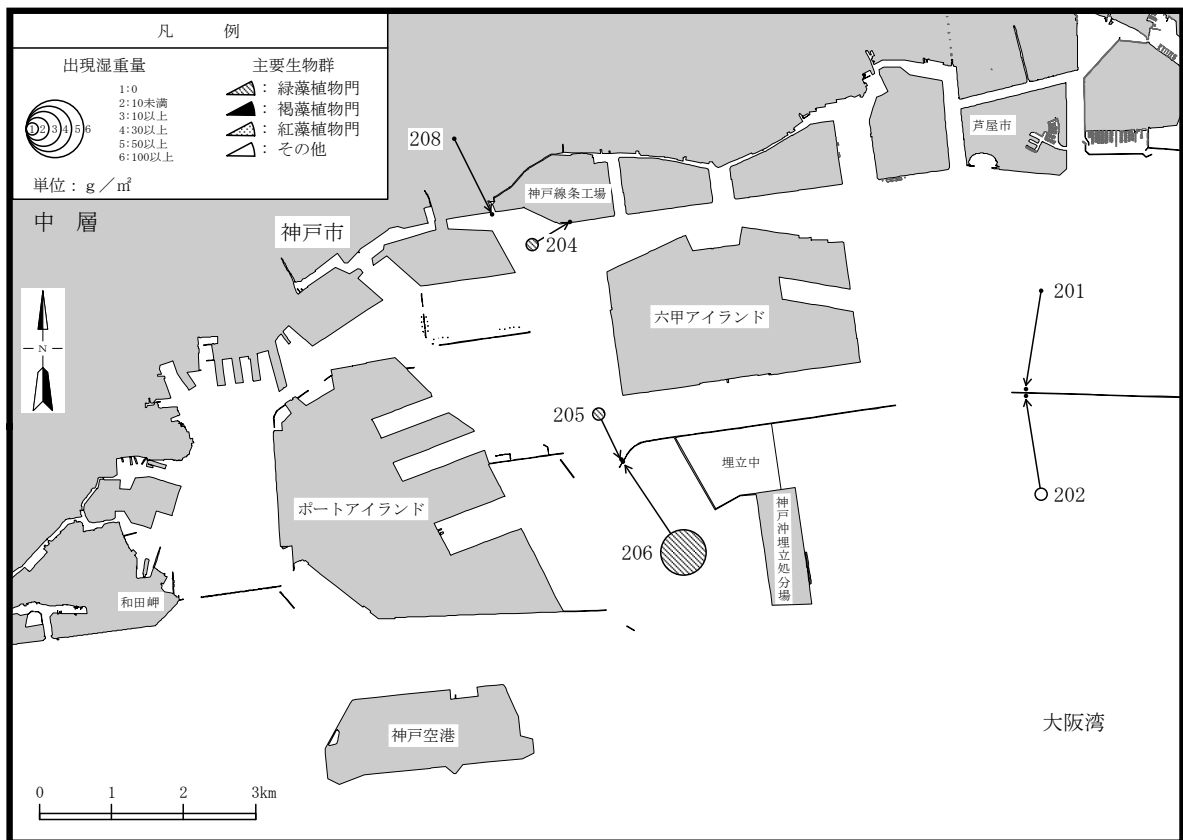 凡 例
出現湿重量
1:0
2:10未満
3:10以上
4:30以上
5:50以上
6:100以上
1 2 3 4 5 6
単位：ｇ／㎡
主要生物群
： 緑藻植物門
： 褐藻植物門
： 紅藻植物門
： その他
中 層
208
芦屋市
神戸線条工場
神戸市
204
201
六甲アイランド
N
205
埋立中
ポートアイランド
202
206
神戸沖埋立処分場
和田岬
大阪湾
神戸空港
0 1 2 3km